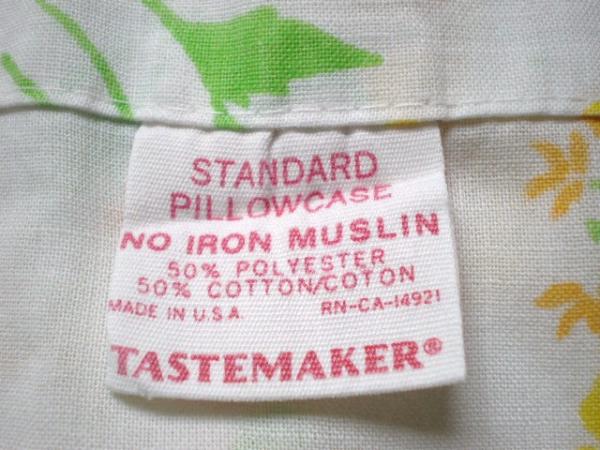 STANDARD
PILLOWCASE
NO IRON MUSLIN
50% POLYESTER
50% COTTON/COTON
MADE IN U.S.A. RN-CA-14921
TASTEMAKER®